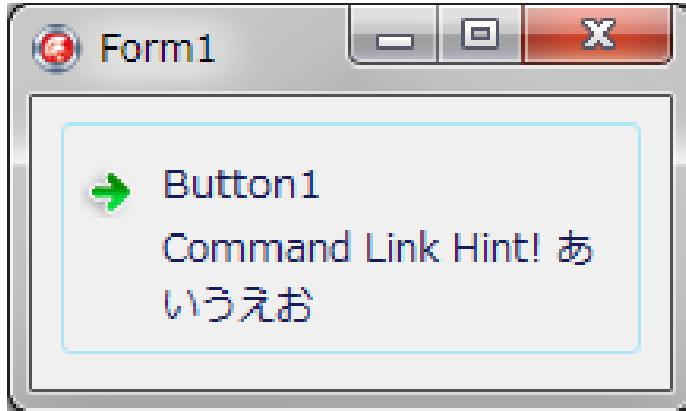 Form1
Button1
Command Link Hint! あ
いうえお